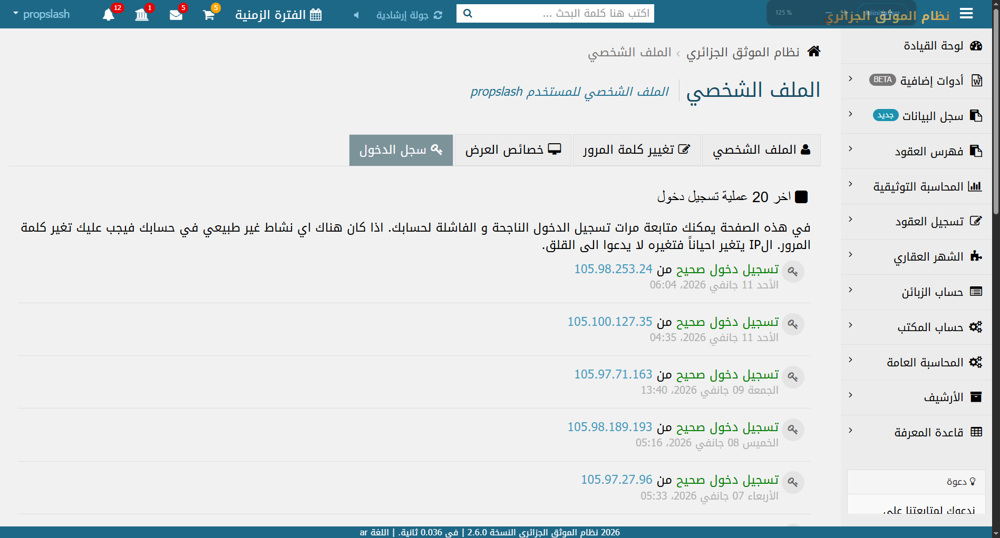 نظام الموثق الجزائري
125 %
Réinitialiser
اكتب هنا كلمة البحث ...
جولة إرشادية
الفترة الزمنية
5
5
1
12
propslash
لوحة القيادة
أدوات إضافية BETA
سجل البيانات جديد
فهرس العقود
المحاسبة التوثيقية
تسجيل العقود
الشهر العقاري
حساب الزبائن
حساب المكتب
المحاسبة العامة
الأرشيف
قاعدة المعرفة
دعوة
ندعوك لمتابعتنا على
نظام الموثق الجزائري › الملف الشخصي
الملف الشخصي الملف الشخصي للمستخدم propslash
الملف الشخصي
تغيير كلمة المرور
خصائص العرض
سجل الدخول
اخر 20 عملية تسجيل دخول
في هذه الصفحة يمكنك متابعة مرات تسجيل الدخول الناجحة و الفاشلة لحسابك. اذا كان هناك اي نشاط غير طبيعي في حسابك فيجب عليك تغير كلمة
المرور. الIP يتغير احياناً فتغيره لا يدعوا الى القلق.
تسجيل دخول صحيح من 105.98.253.24
الأحد 11 جانفي 2026، 06:04
تسجيل دخول صحيح من 105.100.127.35
الأحد 11 جانفي 2026، 04:35
تسجيل دخول صحيح من 105.97.71.163
الجمعة 09 جانفي 2026، 13:40
تسجيل دخول صحيح من 105.98.189.193
الخميس 08 جانفي 2026، 05:16
تسجيل دخول صحيح من 105.97.27.96
الأربعاء 07 جانفي 2026، 05:33
2026 نظام الموثق الجزائري النسخة 2.6.0 | في 0.036 ثانية. | اللغة ar